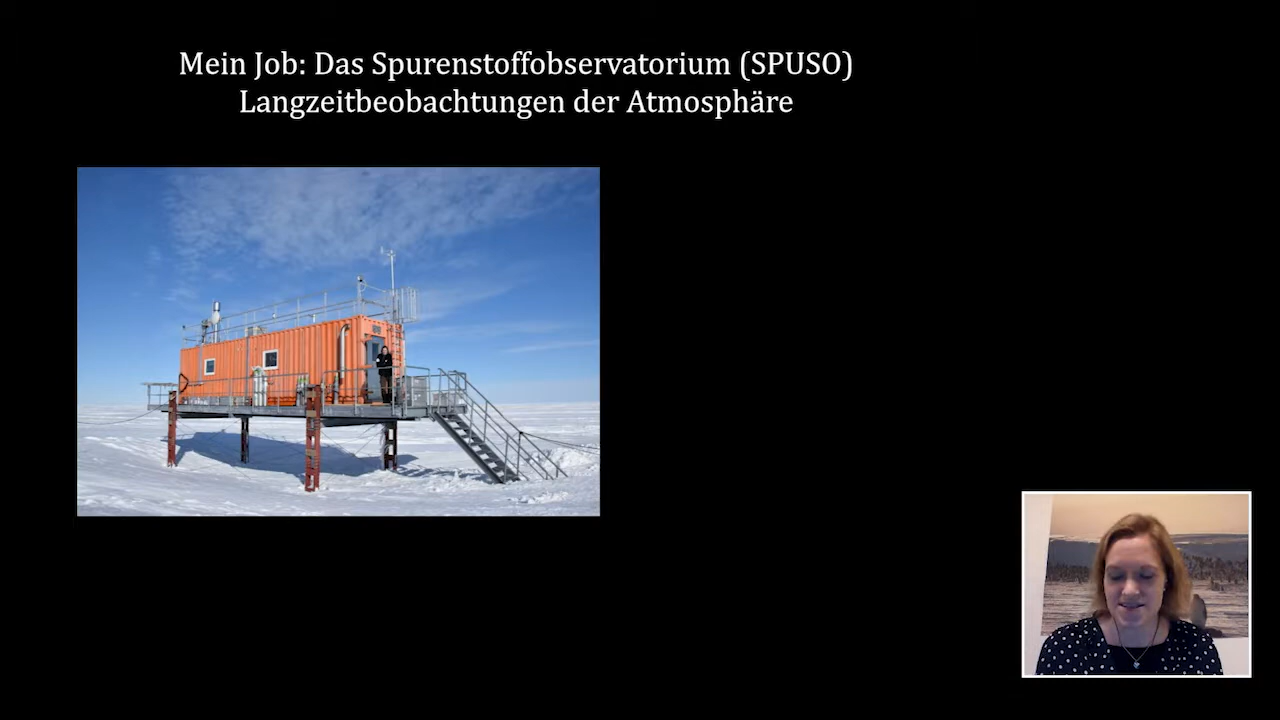 Mein Job: Das Spurenstoffobservatorium (SPUSO)
Langzeitbeobachtungen der Atmosphäre